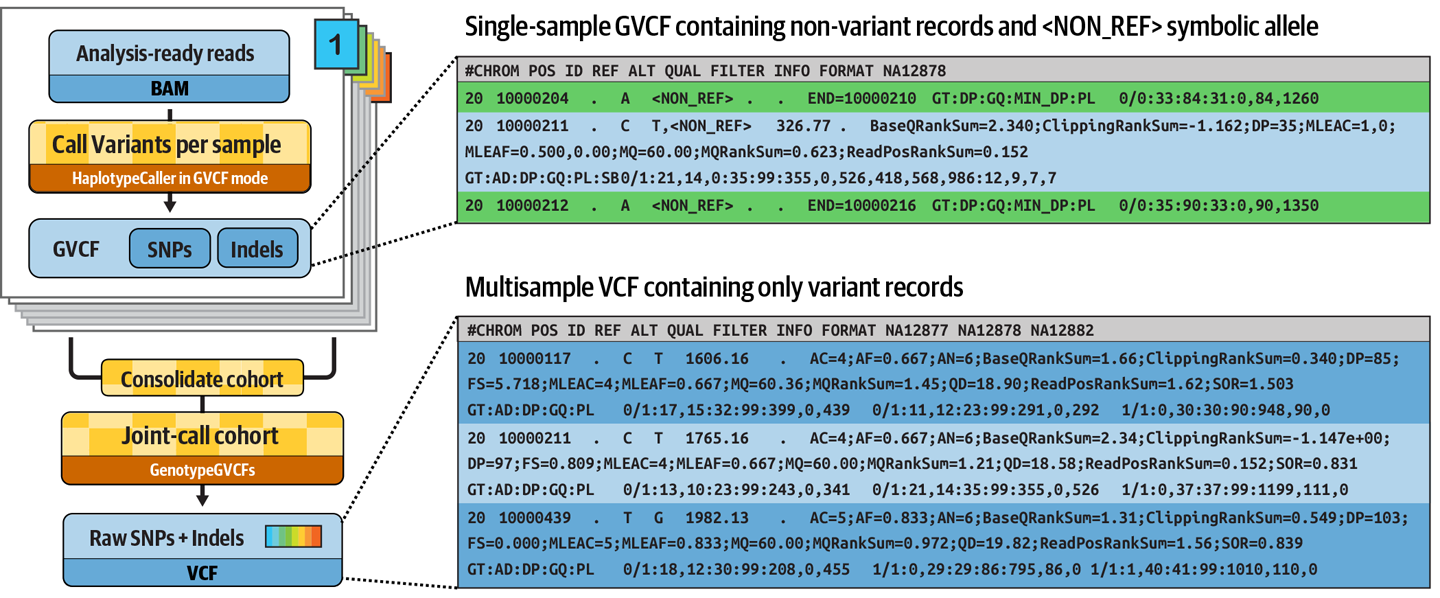 Analysis-ready reads
BAM
1
Call Variants per sample
HaplotypeCaller in GVCF mode
GVCF SNPs Indels
Consolidate cohort
Joint-call cohort
GenotypeGVCFs
Raw SNPs + Indels
VCF
Single-sample GVCF containing non-variant records and <NON_REF> symbolic allele
#CHROM POS ID REF ALT QUAL FILTER INFO FORMAT NA12878
20 10000204 . A <NON_REF> . . END=10000210 GT:DP:GQ:MIN_DP:PL 0/0:33:84:31:0,84,1260
20 10000211 . C T,<NON_REF> 326.77 . BaseQRankSum=2.340;ClippingRankSum=-1.162;DP=35;MLEAC=1,0;
MLEAF=0.500,0.00;MQ=60.00;MQRankSum=0.623;ReadPosRankSum=0.152
GT:AD:DP:GQ:PL:SB0/1:21,14,0:35:99:355,0,526,418,568,986:12,9,7,7
20 10000212 . A <NON_REF> . . END=10000216 GT:DP:GQ:MIN_DP:PL 0/0:35:90:33:0,90,1350
Multisample VCF containing only variant records
#CHROM POS ID REF ALT QUAL FILTER INFO FORMAT NA12877 NA12878 NA12882
20 10000117 . C T 1606.16 . AC=4;AF=0.667;AN=6;BaseQRankSum=1.66;ClippingRankSum=0.340;DP=85;
FS=5.718;MLEAC=4;MLEAF=0.667;MQ=60.36;MQRankSum=1.45;QD=18.90;ReadPosRankSum=1.62;SOR=1.503
GT:AD:DP:GQ:PL 0/1:17,15:32:99:399,0,439 0/1:11,12:23:99:291,0,292 1/1:0,30:30:90:948,90,0
20 10000211 . C T 1765.16 . AC=4;AF=0.667;AN=6;BaseQRankSum=2.34;ClippingRankSum=-1.147e+00;
DP=97;FS=0.809;MLEAC=4;MLEAF=0.667;MQ=60.00;MQRankSum=1.21;QD=18.58;ReadPosRankSum=0.152;SOR=0.831
GT:AD:DP:GQ:PL 0/1:13,10:23:99:243,0,341 0/1:21,14:35:99:355,0,526 1/1:0,37:37:99:1199,111,0
20 10000439 . T G 1982.13 . AC=5;AF=0.833;AN=6;BaseQRankSum=1.31;ClippingRankSum=0.549;DP=103;
FS=0.000;MLEAC=5;MLEAF=0.833;MQ=60.00;MQRankSum=0.972;QD=19.82;ReadPosRankSum=1.56;SOR=0.839
GT:AD:DP:GQ:PL 0/1:18,12:30:99:208,0,455 1/1:0,29:29:86:795,86,0 1/1:1,40:41:99:1010,110,0